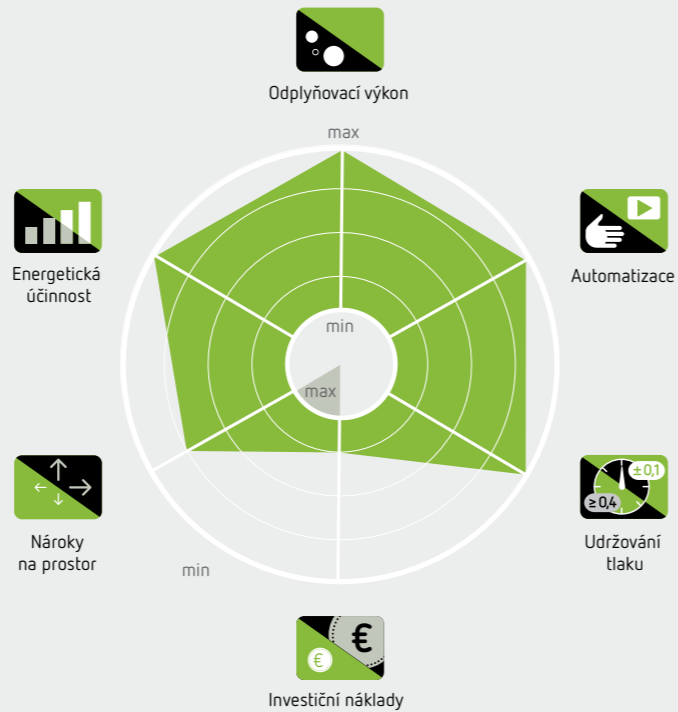 Odplyňovací výkon
max
Energetická
účinnost
Automatizace
min
max
± 0,1
≥ 0,4
Nároky
na prostor
Udržování
tlaku
min
€
€
Investiční náklady